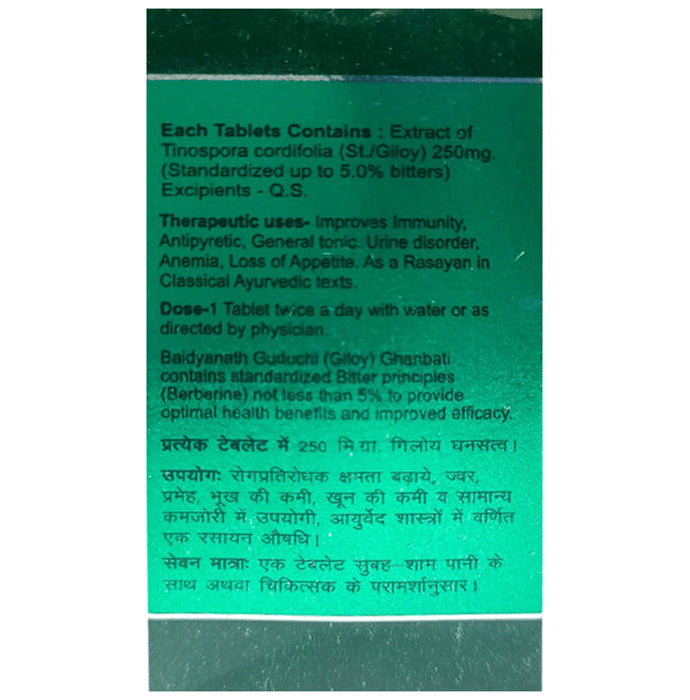 Each Tablets Contains : Extract of
Tinospora cordifolia (St./Giloy) 250mg.
(Standardized up to 5.0% bitters)
Excipients - Q.S.
Therapeutic uses- Improves Immunity,
Antipyretic, General tonic. Urine disorder,
Anemia, Loss of Appetite. As a Rasayan in
Classical Ayurvedic texts.
Dose-1 Tablet twice a day with water or as
directed by physician.
Baidyanath Guduchi (Giloy) Ghanbati
contains standardized Bitter principles
(Berberine) not less than 5% to provide
optimal health benefits and improved efficacy.
प्रत्येक टेबलेट में 250 मि.ग्रा. गिलोय घनसत्व।
उपयोगः रोगप्रतिरोधक क्षमता बढ़ाये, ज्वर,
प्रमेह, भूख की कमी, खून की कमी व सामान्य
कमजोरी में उपयोगी, आयुर्वेद शास्त्रों में वर्णित
एक रसायन औषधि।
सेवन मात्राः एक टेबलेट सुबह-शाम पानी के
साथ अथवा चिकित्सक के परामर्शानुसार।